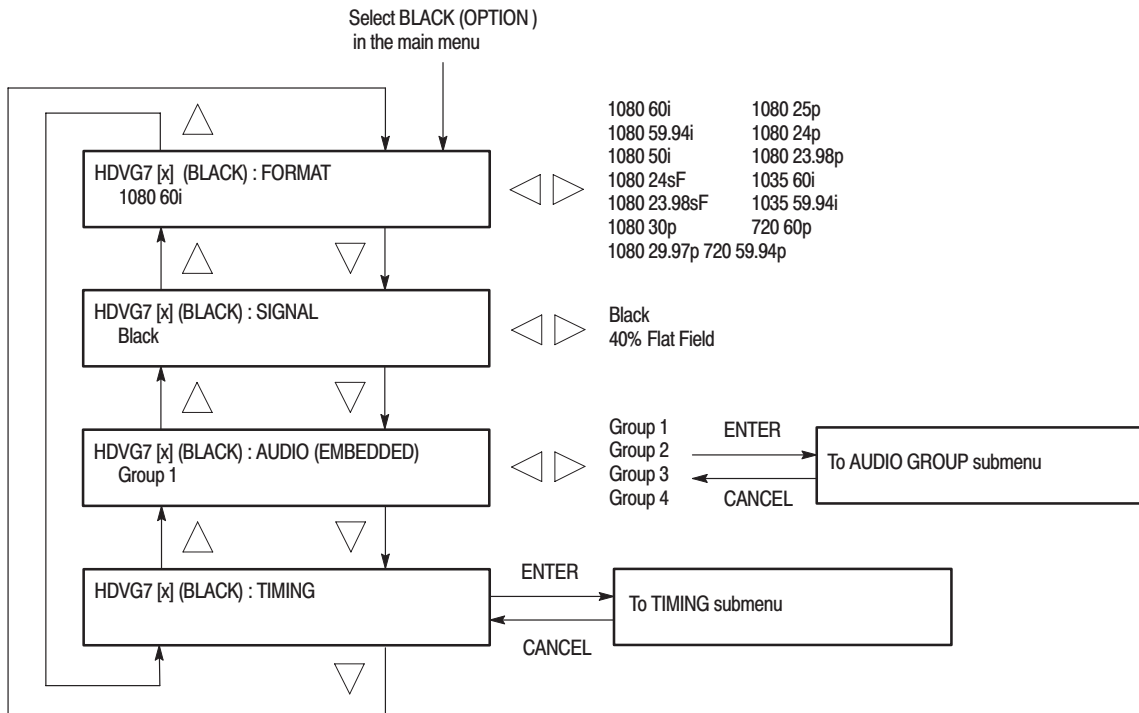 Select BLACK (OPTION )
in the main menu
HDVG7 [x] (BLACK) : FORMAT
1080 60i
1080 60i 1080 25p
1080 59.94i 1080 24p
1080 50i 1080 23.98p
1080 24sF 1035 60i
1080 23.98sF 1035 59.94i
1080 30p 720 60p
1080 29.97p 720 59.94p
HDVG7 [x] (BLACK) : SIGNAL
Black
Black
40% Flat Field
HDVG7 [x] (BLACK) : AUDIO (EMBEDDED)
Group 1
Group 1
Group 2
Group 3
Group 4
ENTER
CANCEL
To AUDIO GROUP submenu
HDVG7 [x] (BLACK) : TIMING
ENTER
CANCEL
To TIMING submenu